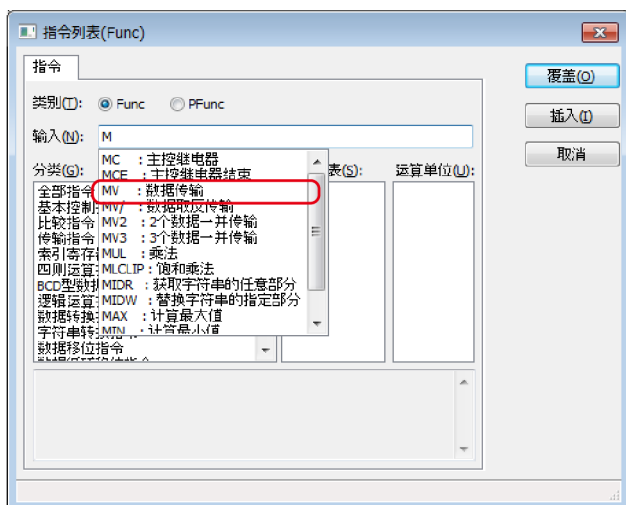 指令列表(Func)
指令
类别(T): Func PFunc
输入(N): M
分类(G): 表(S): 运算单位(U):
MC :主控继电器
MCE :主控继电器结束
MV :数据传输
MV/ :数据取反传输
MV2 :2个数据一并传输
MV3 :3个数据一并传输
MUL :乘法
MLCLIP:饱和乘法
MIDR :获取字符串的任意部分
MIDW :替换字符串的指定部分
MAX :计算最大值
MIN :计算最小值
全部指令
基本控制
比较指令
传输指令
索引寄存
四则运算
BCD型数据
逻辑运算
数据转换
字符串转
数据移位指令
覆盖(O)
插入(I)
取消